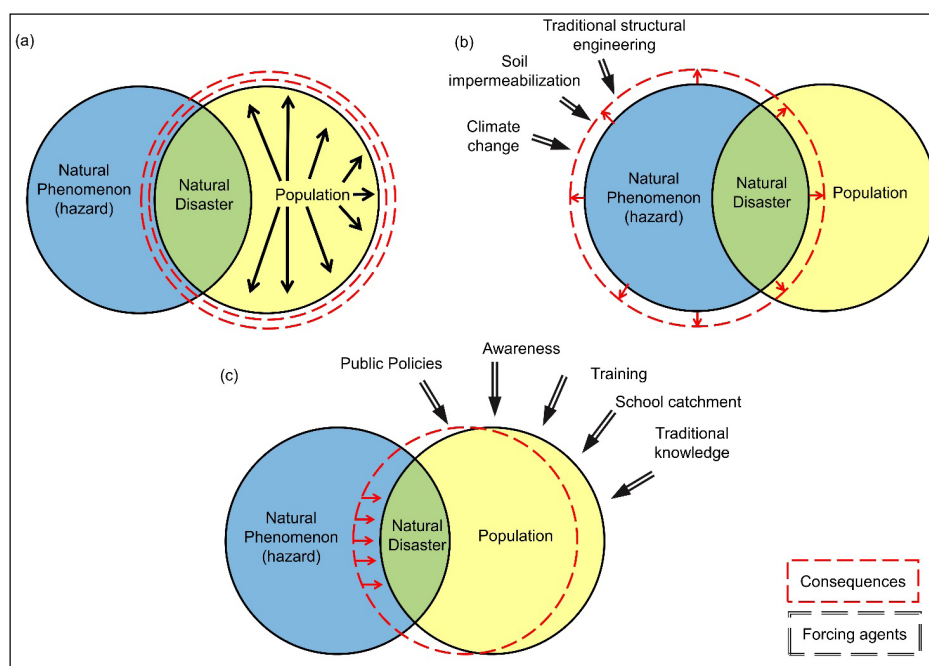 (a)
Natural
Phenomenon
(hazard)
Natural
Disaster
Population
(b)
Traditional structural
engineering
Soil
impermeabilization
Climate
change
Natural
Phenomenon
(hazard)
Natural
Disaster
Population
(c)
Public Policies
Awareness
Training
School catchment
Traditional
knowledge
Natural
Phenomenon
(hazard)
Natural
Disaster
Population
Consequences
Forcing agents